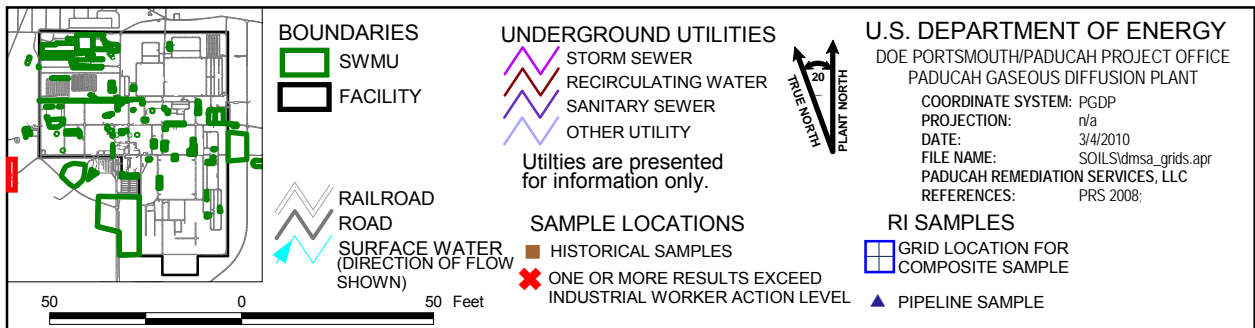 BOUNDARIES
SWMU
FACILITY
RAILROAD
ROAD
SURFACE WATER
(DIRECTION OF FLOW
SHOWN)
50 0 50 Feet
UNDERGROUND UTILITIES
STORM SEWER
RECIRCULATING WATER
SANITARY SEWER
OTHER UTILITY
Utilties are presented
for information only.
SAMPLE LOCATIONS
HISTORICAL SAMPLES
ONE OR MORE RESULTS EXCEED
INDUSTRIAL WORKER ACTION LEVEL
20
TRUE NORTH
PLANT NORTH
U.S. DEPARTMENT OF ENERGY
DOE PORTSMOUTH/PADUCAH PROJECT OFFICE
PADUCAH GASEOUS DIFFUSION PLANT
COORDINATE SYSTEM: PGDP
PROJECTION: n/a
DATE: 3/4/2010
FILE NAME: SOILS\dmsa_grids.apr
PADUCAH REMEDIATION SERVICES, LLC
REFERENCES: PRS 2008;
RI SAMPLES
GRID LOCATION FOR
COMPOSITE SAMPLE
PIPELINE SAMPLE